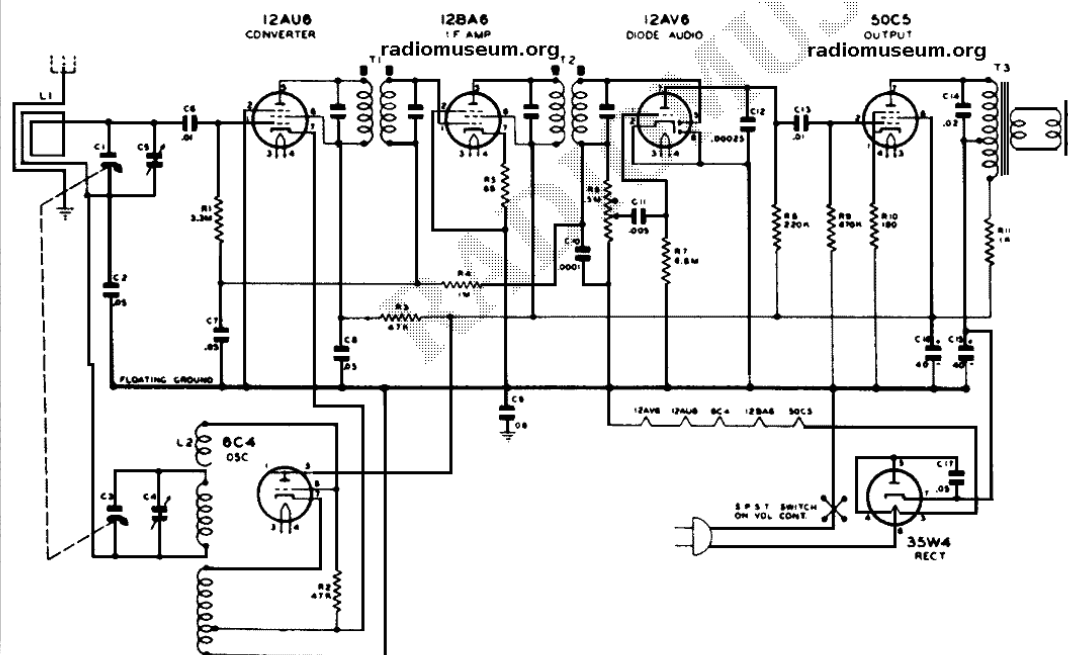 12AU6 12BA6 12AV6 50C5
CONVERTER I F AMP DIODE AUDIO OUTPUT
radiomuseum.org radiomuseum.org
T1 T2 T3
L1
C6
.01
C1 C5
R1
3.3M
C2
.05
C7
.05
R5
68
R6
.5M
C11
.005
C12
.00025
C13
.01
C14
.02
R4
1M
C10
.0001
R7
6.8M
R8
220K
R9
470K
R10
180
R11
1K
R3
47K
C8
.05
C16
40
C15
40
FLOATING GROUND
C9
12AV6 12AU6 6C4 12BA6 50C5
L2
6C4
OSC
C3 C4
R2
47K
S.P.S.T. SWITCH
ON VOL CONT.
C17
.05
35W4
RECT
RADIOMUSEUM